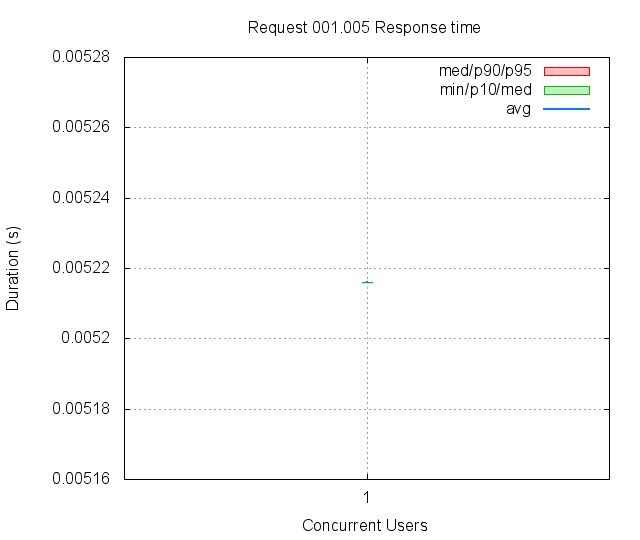 Request 001.005 Response time
0.00528
med/p90/p95
min/p10/med
avg
0.00526
0.00524
0.00522
0.0052
0.00518
0.00516
Duration (s)
1
Concurrent Users